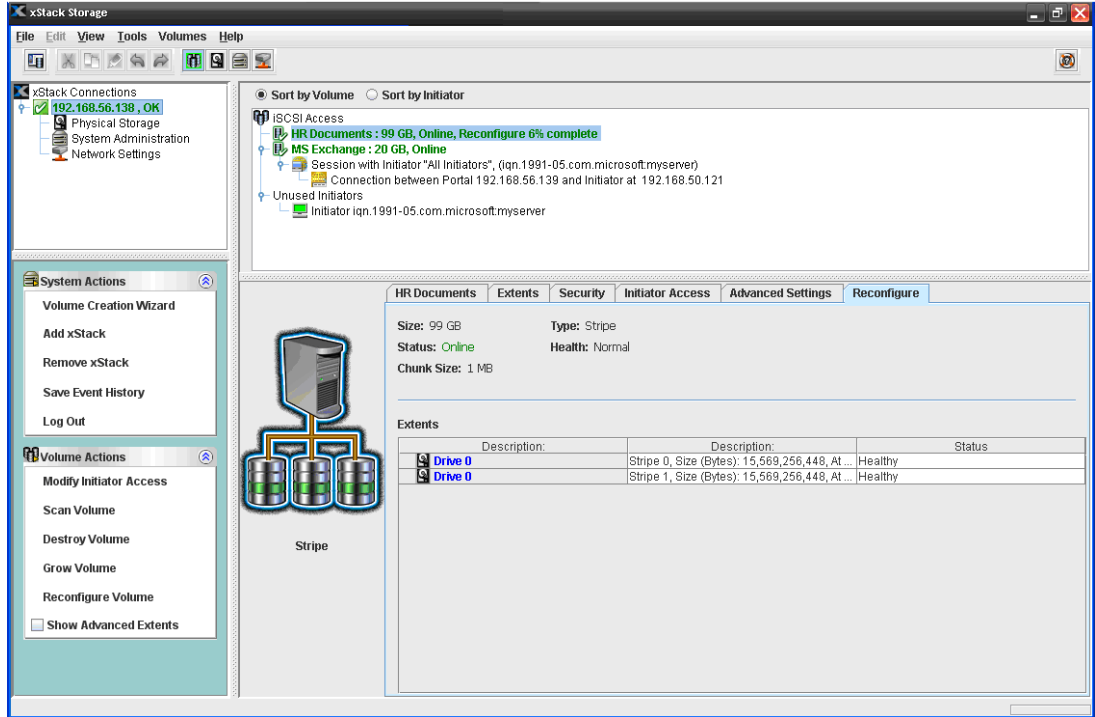 xStack Storage
File Edit View Tools Volumes Help
xStack Connections
192.168.56.138 , OK
Physical Storage
System Administration
Network Settings
Sort by Volume Sort by Initiator
iSCSI Access
HR Documents : 99 GB, Online, Reconfigure 6% complete
MS Exchange : 20 GB, Online
Session with Initiator "All Initiators", (iqn.1991-05.com.microsoft:myserver)
Connection between Portal 192.168.56.139 and Initiator at 192.168.50.121
Unused Initiators
Initiator iqn.1991-05.com.microsoft:myserver
System Actions
Volume Creation Wizard
Add xStack
Remove xStack
Save Event History
Log Out
Volume Actions
Modify Initiator Access
Scan Volume
Destroy Volume
Grow Volume
Reconfigure Volume
Show Advanced Extents
Stripe
HR Documents Extents Security Initiator Access Advanced Settings Reconfigure
Size: 99 GB Type: Stripe
Status: Online Health: Normal
Chunk Size: 1 MB
Extents
Description: Description: Status
Drive 0 Stripe 0, Size (Bytes): 15,569,256,448, At ... Healthy
Drive 0 Stripe 1, Size (Bytes): 15,569,256,448, At ... Healthy